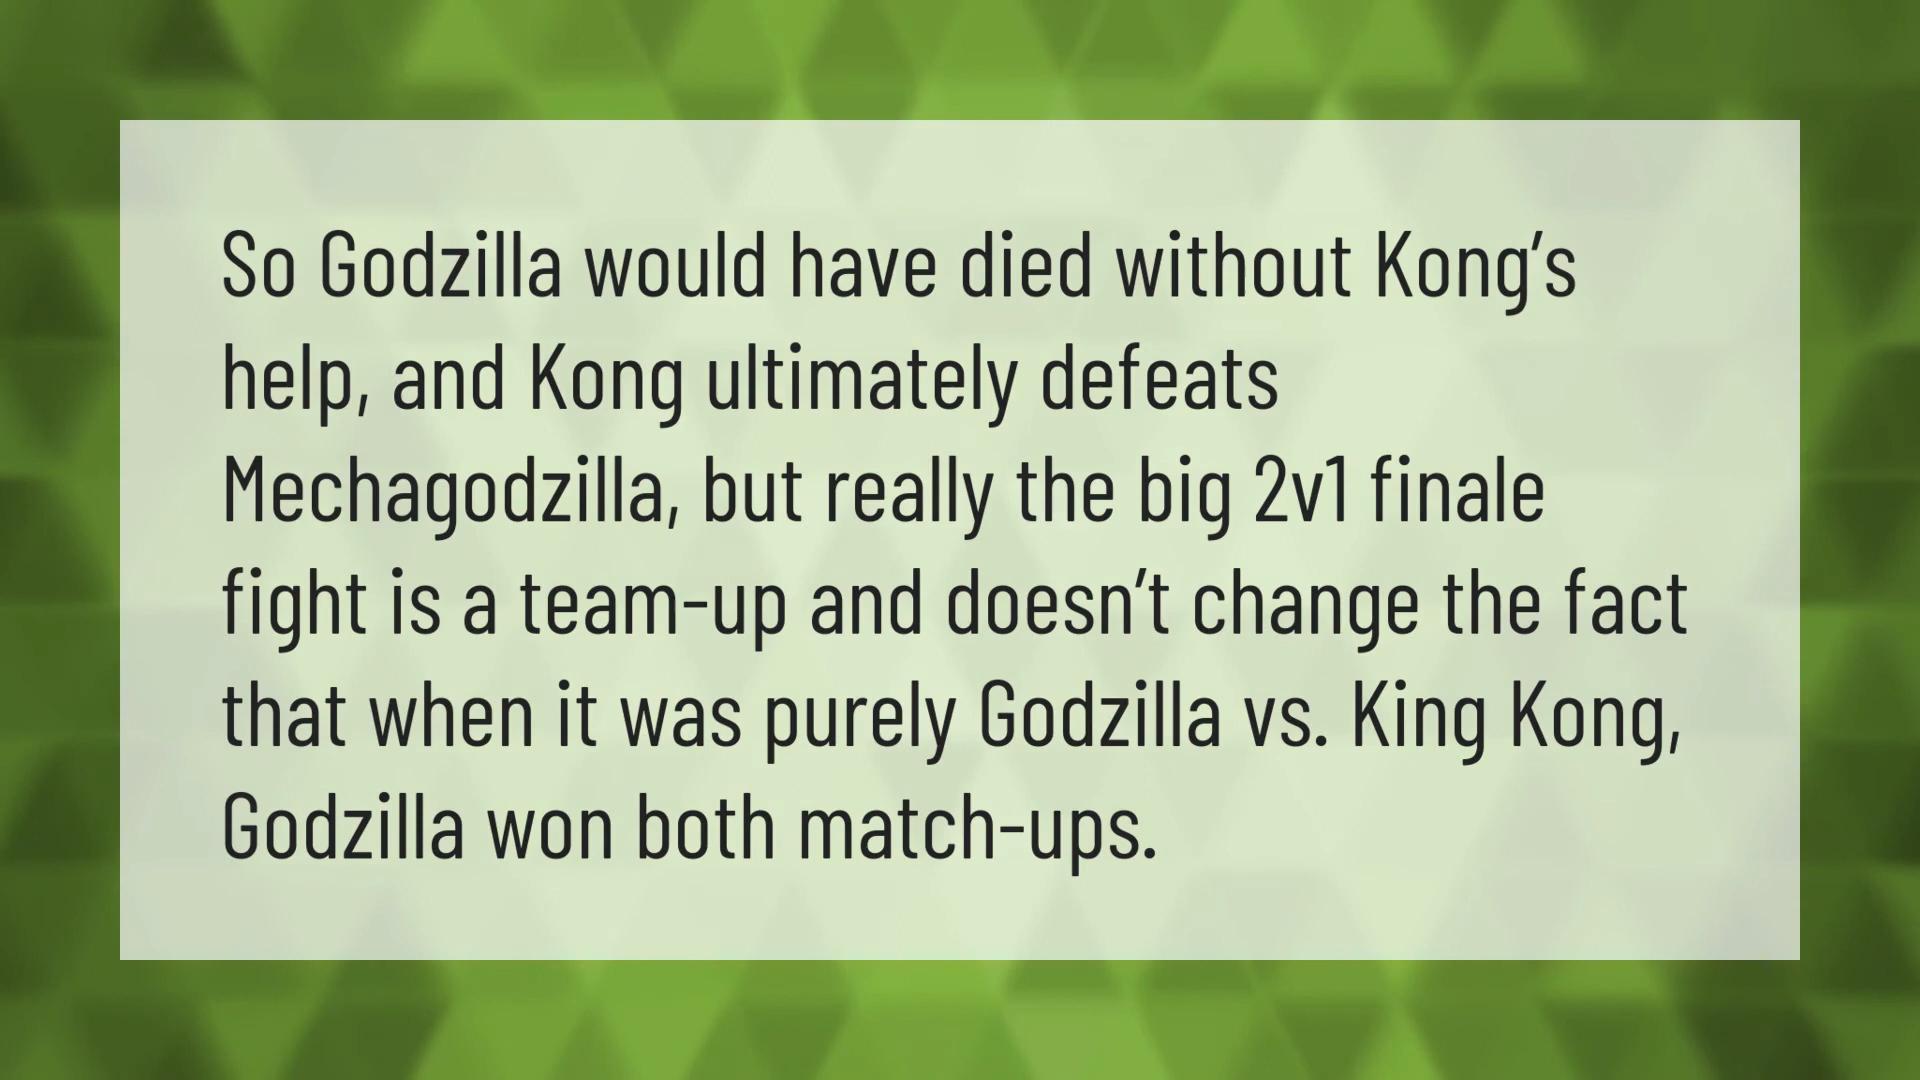 So Godzilla would have died without Kong’s
help, and Kong ultimately defeats
Mechagodzilla, but really the big 2v1 finale
fight is a team-up and doesn’t change the fact
that when it was purely Godzilla vs. King Kong,
Godzilla won both match-ups.